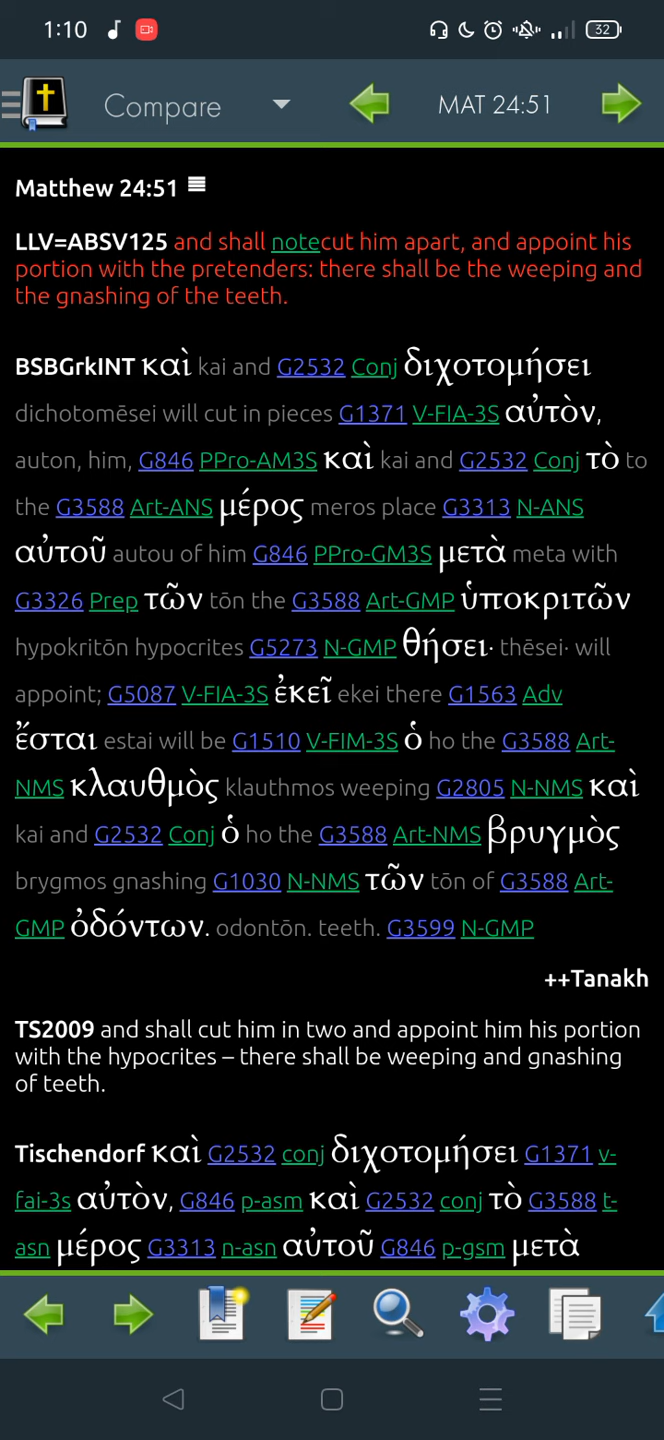 1:10
32
Compare
MAT 24:51
Matthew 24:51
LLV=ABSV125 and shall notecut him apart, and appoint his
portion with the pretenders: there shall be the weeping and
the gnashing of the teeth.
BSBGrkINT καὶ kai and G2532 Conj διχοτομήσει
dichotomēsei will cut in pieces G1371 V-FIA-3S αὐτὸν,
auton, him, G846 PPro-AM3S καὶ kai and G2532 Conj τὸ to
the G3588 Art-ANS μέρος meros place G3313 N-ANS
αὐτοῦ autou of him G846 PPro-GM3S μετὰ meta with
G3326 Prep τῶν tōn the G3588 Art-GMP ὑποκριτῶν
hypokritōn hypocrites G5273 N-GMP θήσει· thēsei· will
appoint; G5087 V-FIA-3S ἐκεῖ ekei there G1563 Adv
ἔσται estai will be G1510 V-FIM-3S ὁ ho the G3588 Art-
NMS κλαυθμὸς klauthmos weeping G2805 N-NMS καὶ
kai and G2532 Conj ὁ ho the G3588 Art-NMS βρυγμὸς
brygmos gnashing G1030 N-NMS τῶν tōn of G3588 Art-
GMP ὀδόντων. odontōn. teeth. G3599 N-GMP
++Tanakh
TS2009 and shall cut him in two and appoint him his portion
with the hypocrites – there shall be weeping and gnashing
of teeth.
Tischendorf καὶ G2532 conj διχοτομήσει G1371 v-
fai-3s αὐτὸν, G846 p-asm καὶ G2532 conj τὸ G3588 t-
asn μέρος G3313 n-asn αὐτοῦ G846 p-gsm μετὰ